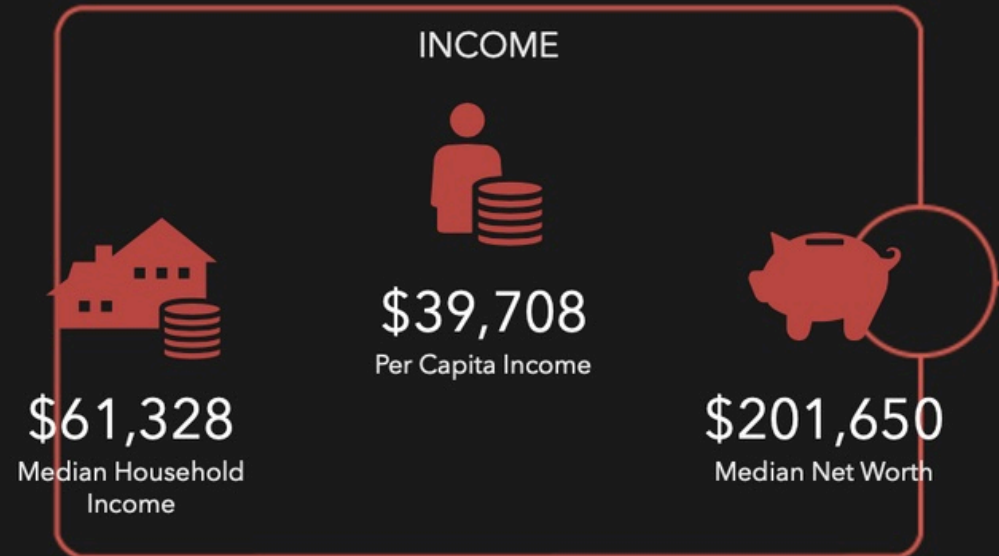 INCOME
$39,708
Per Capita Income
$61,328
Median Household
Income
$201,650
Median Net Worth